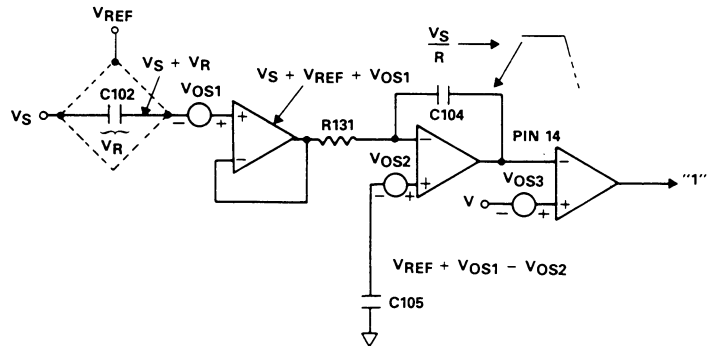 VREF
VS + VR
C102
VOS1
VS + VREF + VOS1
VS
R
C104
VS
−
+
VR
+
−
R131
−
PIN 14
−
VOS2
−
+
+
VOS3
V
−
+
+
"1"
VREF + VOS1 − VOS2
C105